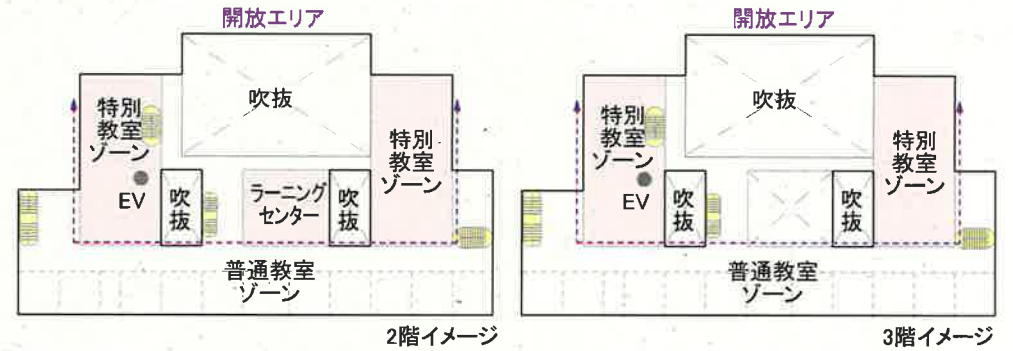 開放エリア
吹抜
特別
教室
ゾーン
特別
教室
ゾーン
EV
吹
抜
ラーニング
センター
吹
抜
普通教室
ゾーン
2階イメージ
開放エリア
吹抜
特別
教室
ゾーン
特別
教室
ゾーン
EV
吹
抜
吹
抜
普通教室
ゾーン
3階イメージ